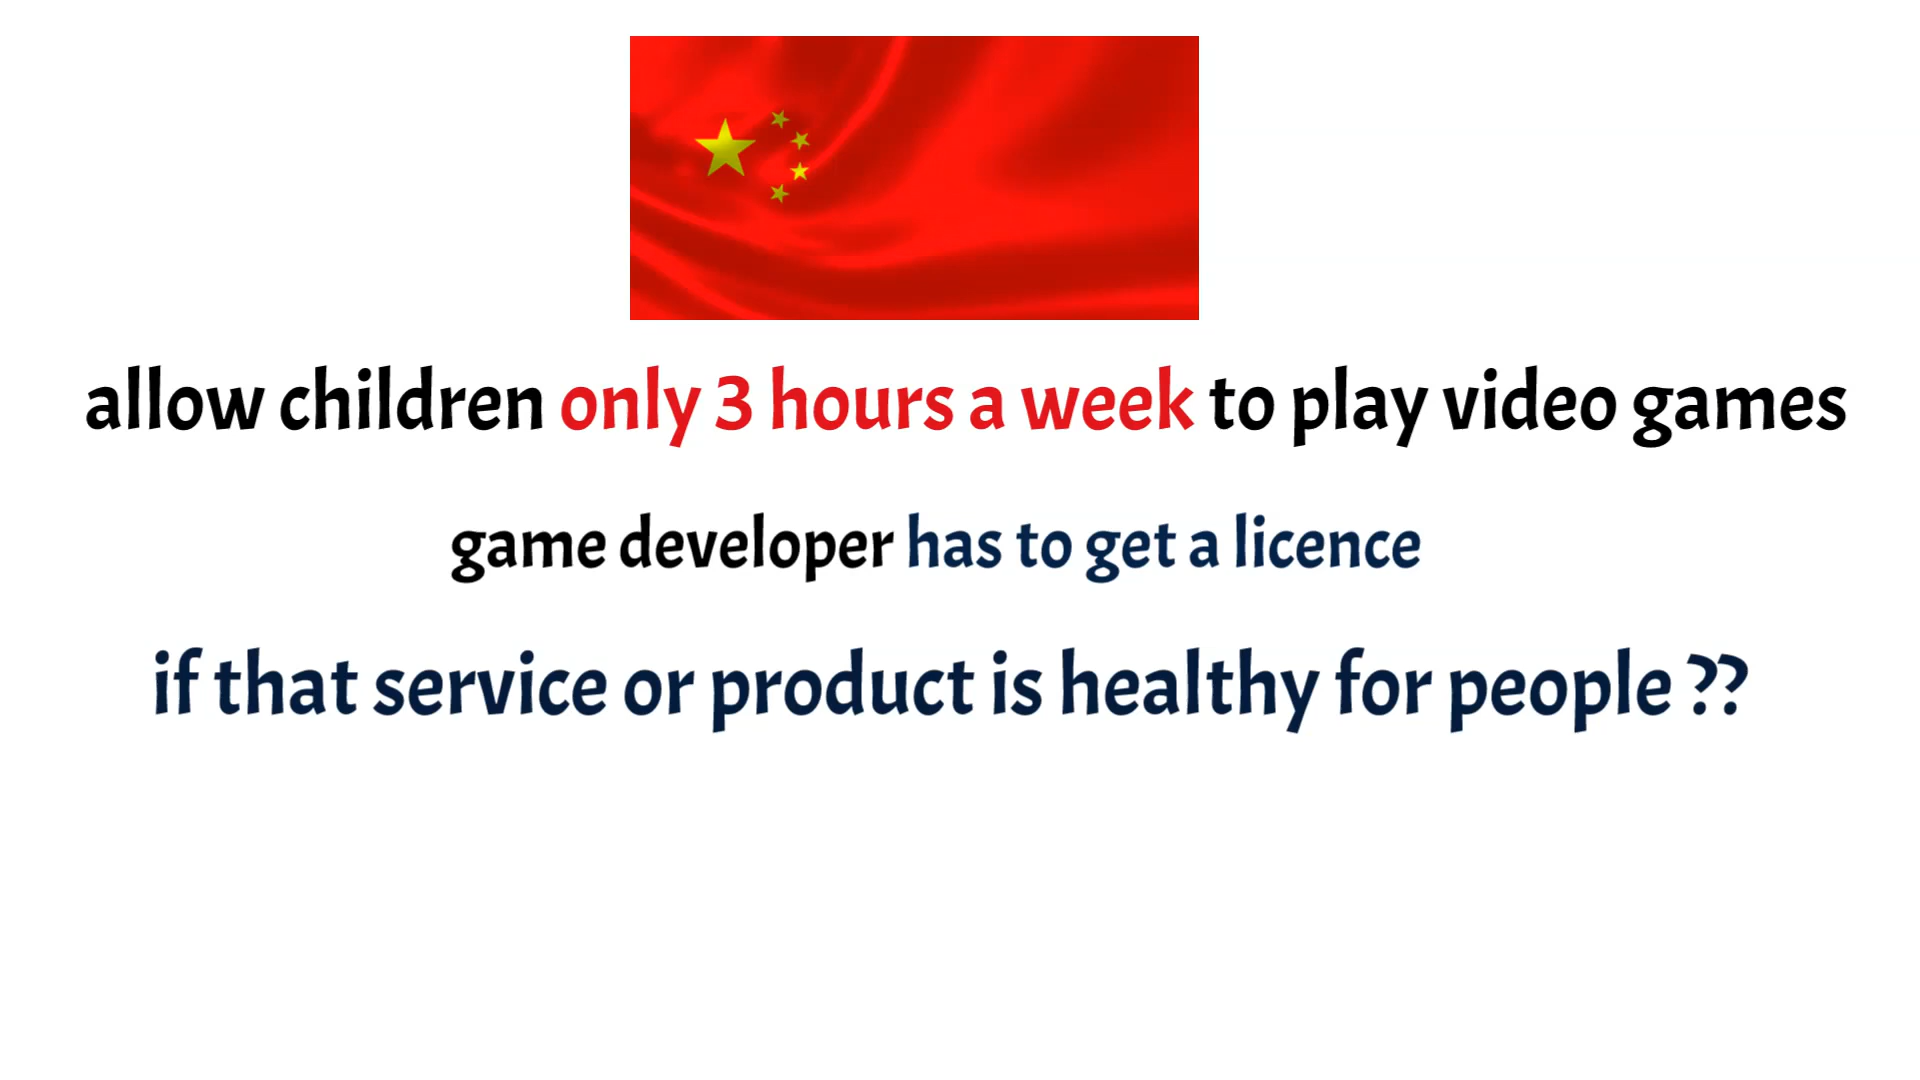 allow children only 3 hours a week to play video games
game developer has to get a licence
if that service or product is healthy for people ??